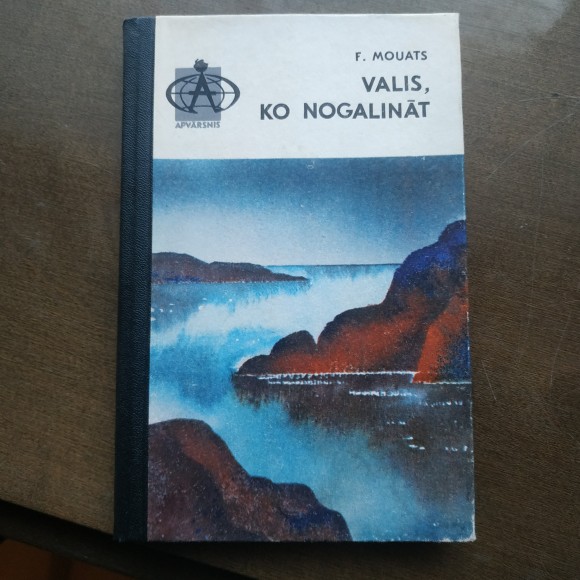 F. MOUATS
VALIS,
KO NOGALINĀT
A
APVĀRSNIS